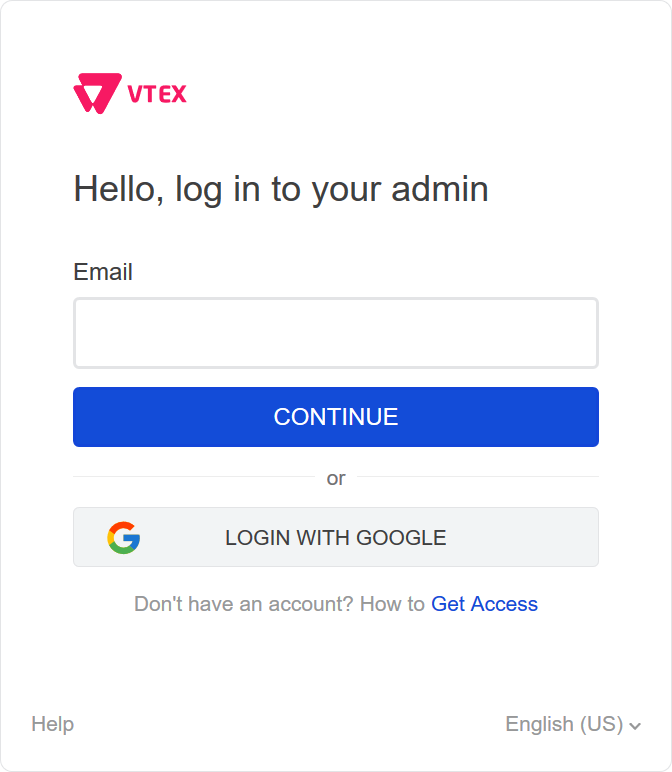 VTEX
Hello, log in to your admin
Email
CONTINUE
or
LOGIN WITH GOOGLE
Don't have an account? How to Get Access
Help
English (US)